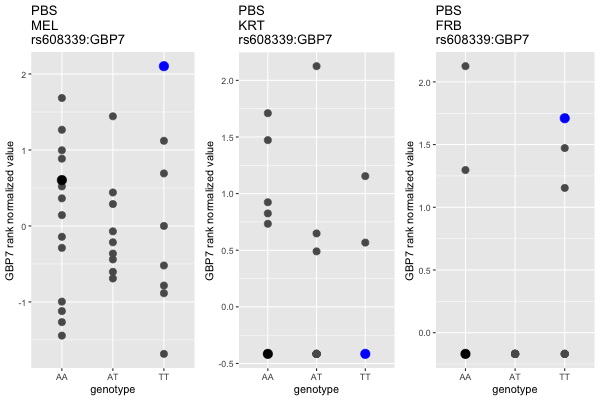 PBS
MEL
rs608339:GBP7
GBP7 rank normalized value
2
1
0
-1
AA
AT
TT
genotype
PBS
KRT
rs608339:GBP7
GBP7 rank normalized value
2.0
1.5
1.0
0.5
0.0
-0.5
AA
AT
TT
genotype
PBS
FRB
rs608339:GBP7
GBP7 rank normalized value
2.0
1.5
1.0
0.5
0.0
AA
AT
TT
genotype